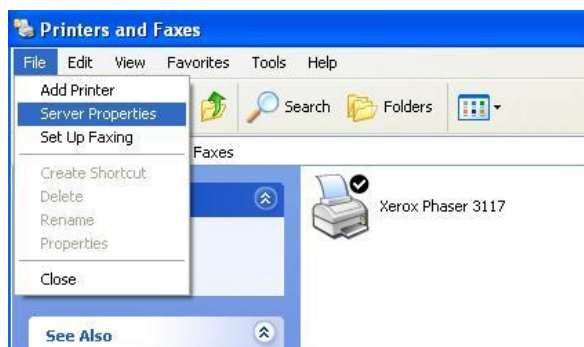 Printers and Faxes
File Edit View Favorites Tools Help
Add Printer
Server Properties
Set Up Faxing
Create Shortcut
Delete
Rename
Properties
Close
Search Folders
Faxes
Xerox Phaser 3117
See Also